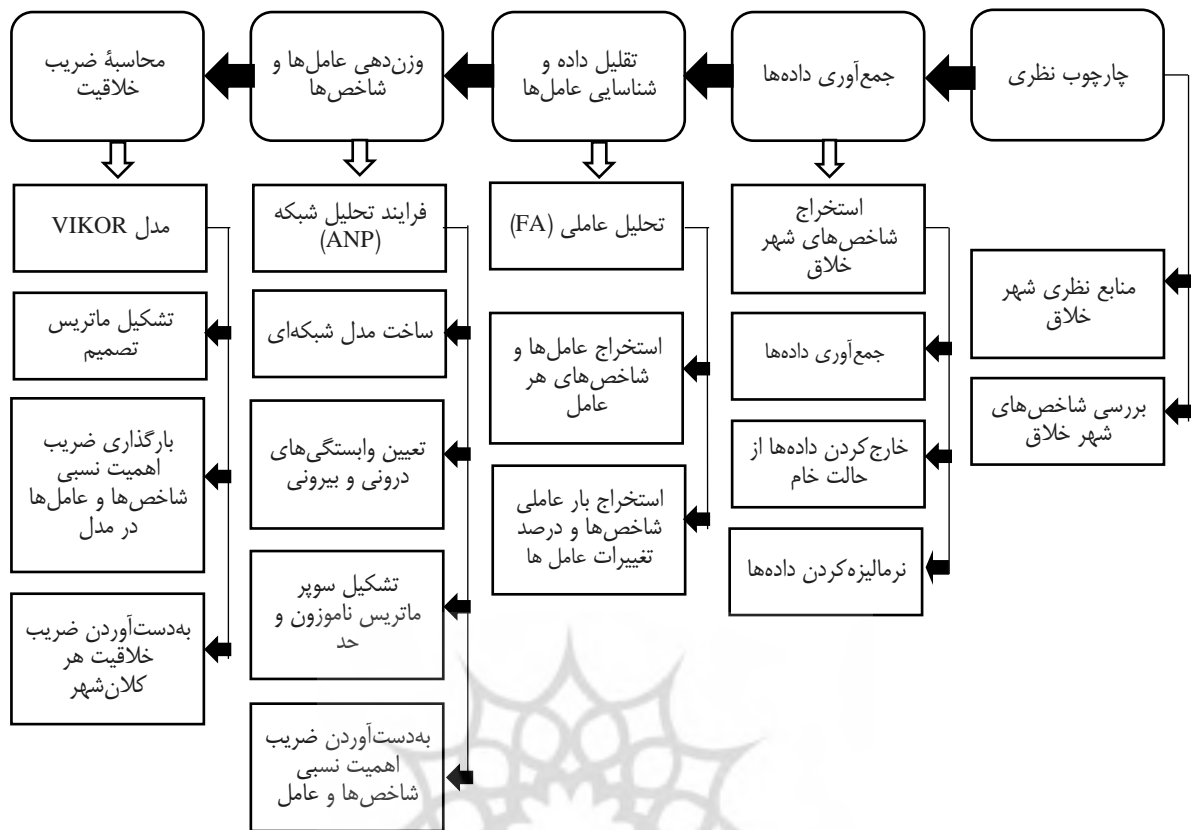 چارچوب نظری
جمع‌آوری داده‌ها
تقلیل داده و
شناسایی عامل‌ها
وزن‌دهی عامل‌ها و
شاخص‌ها
محاسبۀ ضریب
خلاقیت
منابع نظری شهر
خلاق
بررسی شاخص‌های
شهر خلاق
استخراج
شاخص‌های شهر
خلاق
جمع‌آوری داده‌ها
خارج‌کردن داده‌ها از
حالت خام
نرمالیزه‌کردن داده‌ها
تحلیل عاملی (FA)
استخراج عامل‌ها و
شاخص‌های هر
عامل
استخراج بار عاملی
شاخص‌ها و درصد
تغییرات عامل ها
فرایند تحلیل شبکه
(ANP)
ساخت مدل شبکه‌ای
تعیین وابستگی‌های
درونی و بیرونی
تشکیل سوپر
ماتریس ناموزون و
حد
به‌دست‌آوردن ضریب
اهمیت نسبی
شاخص‌ها و عامل
مدل VIKOR
تشکیل ماتریس
تصمیم
بارگذاری ضریب
اهمیت نسبی
شاخص‌ها و عامل‌ها
در مدل
به‌دست‌آوردن ضریب
خلاقیت هر
کلان‌شهر